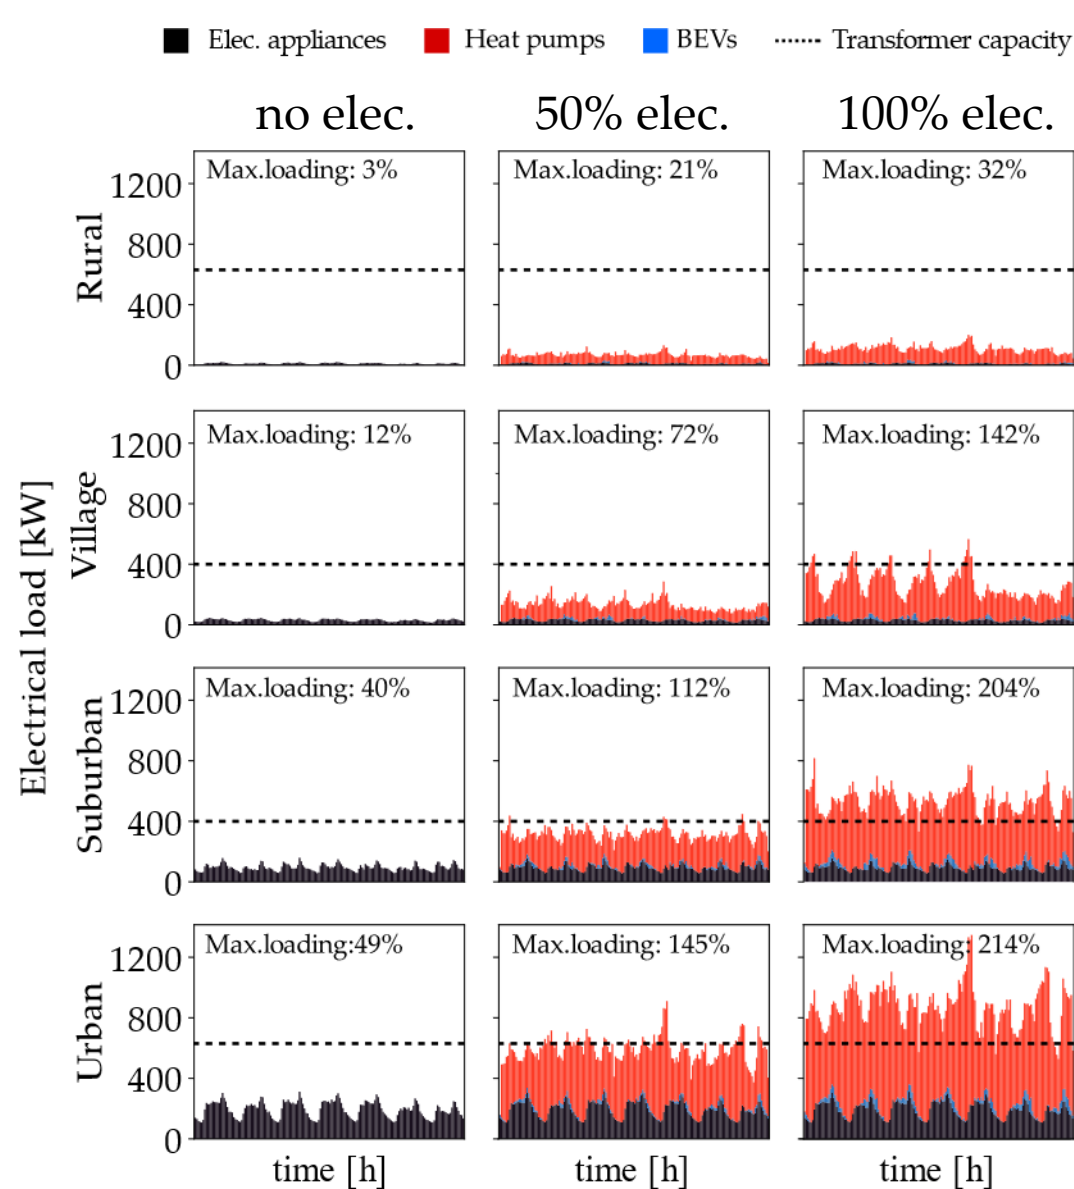 Elec. appliances Heat pumps BEVs Transformer capacity
no elec. 50% elec. 100% elec.
Electrical load [kW]
Rural
1200
800
400
0
Max.loading: 3%
Max.loading: 21%
Max.loading: 32%
Village
1200
800
400
0
Max.loading: 12%
Max.loading: 72%
Max.loading: 142%
Suburban
1200
800
400
0
Max.loading: 40%
Max.loading: 112%
Max.loading: 204%
Urban
1200
800
400
0
Max.loading:49%
Max.loading: 145%
Max.loading: 214%
time [h] time [h] time [h]